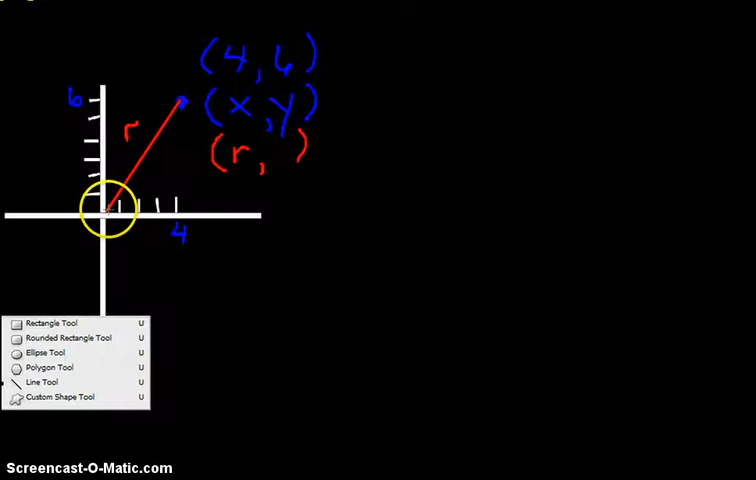 (4, 6)
6
(x, y)
r
(r, )
4
Rectangle Tool U
Rounded Rectangle Tool U
Ellipse Tool U
Polygon Tool U
Line Tool U
Custom Shape Tool U
Screencast-O-Matic.com